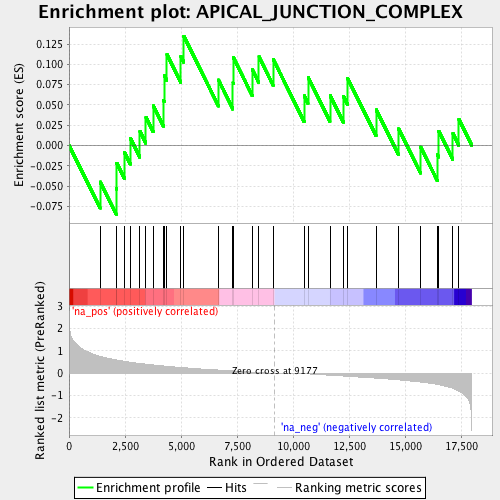 Enrichment plot: APICAL_JUNCTION_COMPLEX
Enrichment score (ES)
0.125
0.100
0.075
0.050
0.025
0.000
-0.025
-0.050
-0.075
'na_pos' (positively correlated)
Ranked list metric (PreRanked)
3
2
1
0
-1
-2
Zero cross at 9177
'na_neg' (negatively correlated)
0
2,500
5,000
7,500
10,000
12,500
15,000
17,500
Rank in Ordered Dataset
Enrichment profile
Hits
Ranking metric scores